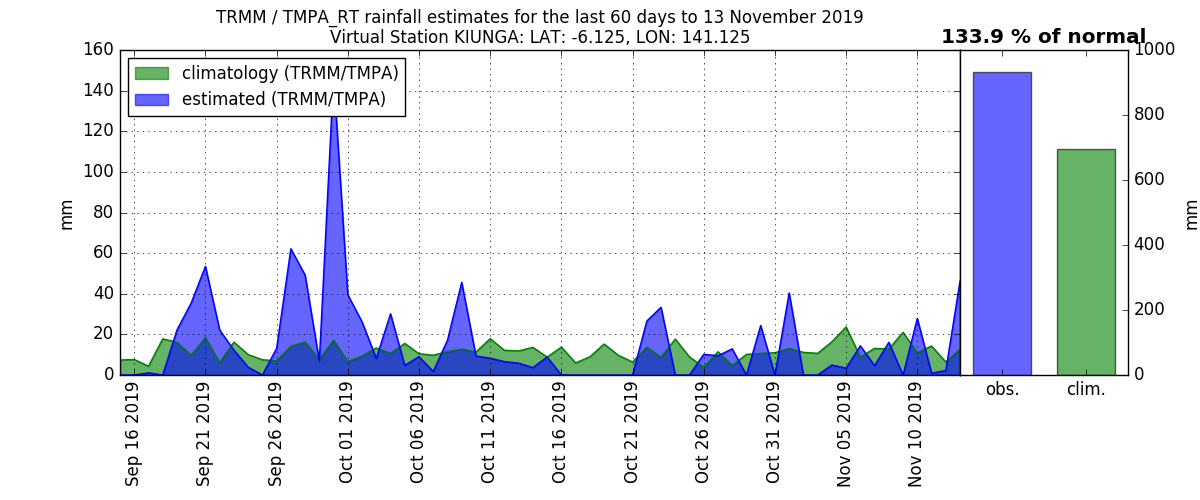 TRMM / TMPA_RT rainfall estimates for the last 60 days to 13 November 2019
Virtual Station KIUNGA: LAT: -6.125, LON: 141.125
133.9 % of normal
climatology (TRMM/TMPA)
estimated (TRMM/TMPA)
mm
160
140
120
100
80
60
40
20
0
Sep 16 2019
Sep 21 2019
Sep 26 2019
Oct 01 2019
Oct 06 2019
Oct 11 2019
Oct 16 2019
Oct 21 2019
Oct 26 2019
Oct 31 2019
Nov 05 2019
Nov 10 2019
obs.
clim.
1000
800
600
400
200
0
mm